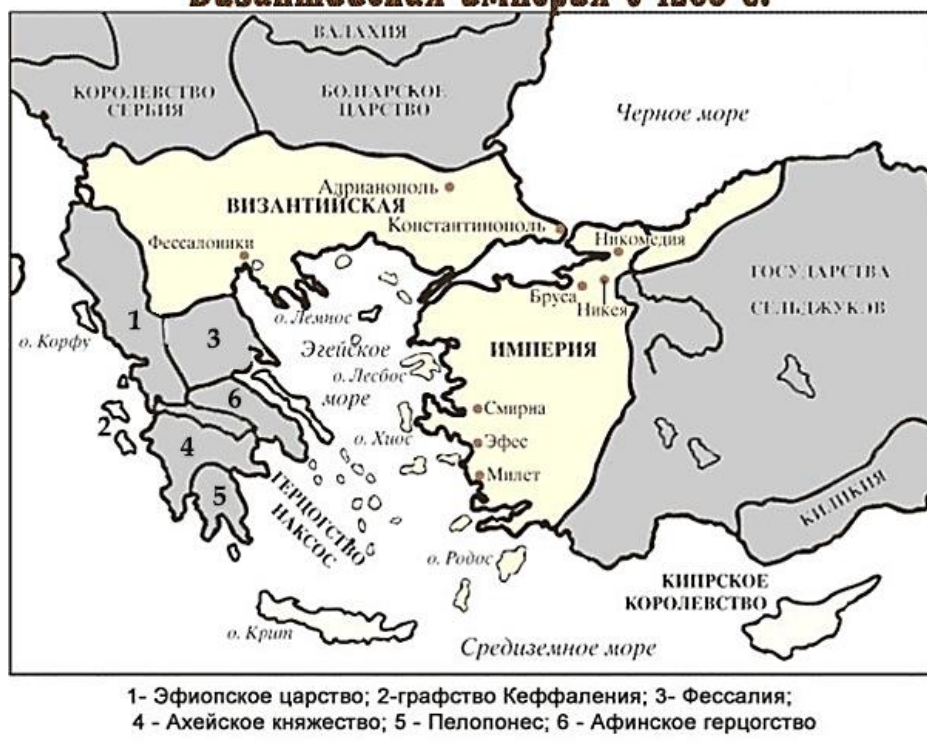 Византийская империя в
ВАЛАХИЯ
КОРОЛЕВСТВО
СЕРБИЯ
БОЛГАРСКОЕ
ЦАРСТВО
Черное море
Адрианополь
ВИЗАНТИЙСКАЯ
Константинополь
Фессалоники
Никомедия
ГОСУДАРСТВА
СЕЛЬДЖУКОВ
Бруса
Никея
о. Лемнос
о. Корфу
1
3
Эгейское
море
ИМПЕРИЯ
о. Лесбос
6
2
Смирна
о. Хиос
4
Эфес
5
Милет
ГЕРЦОГСТВО
НАКСОС
КИЛИКИЯ
о. Родос
КИПРСКОЕ
КОРОЛЕВСТВО
о. Крит
Средиземное море
1- Эфиопское царство; 2-графство Кеффаления; 3- Фессалия;
4 - Ахейское княжество; 5 - Пелопонес; 6 - Афинское герцогство